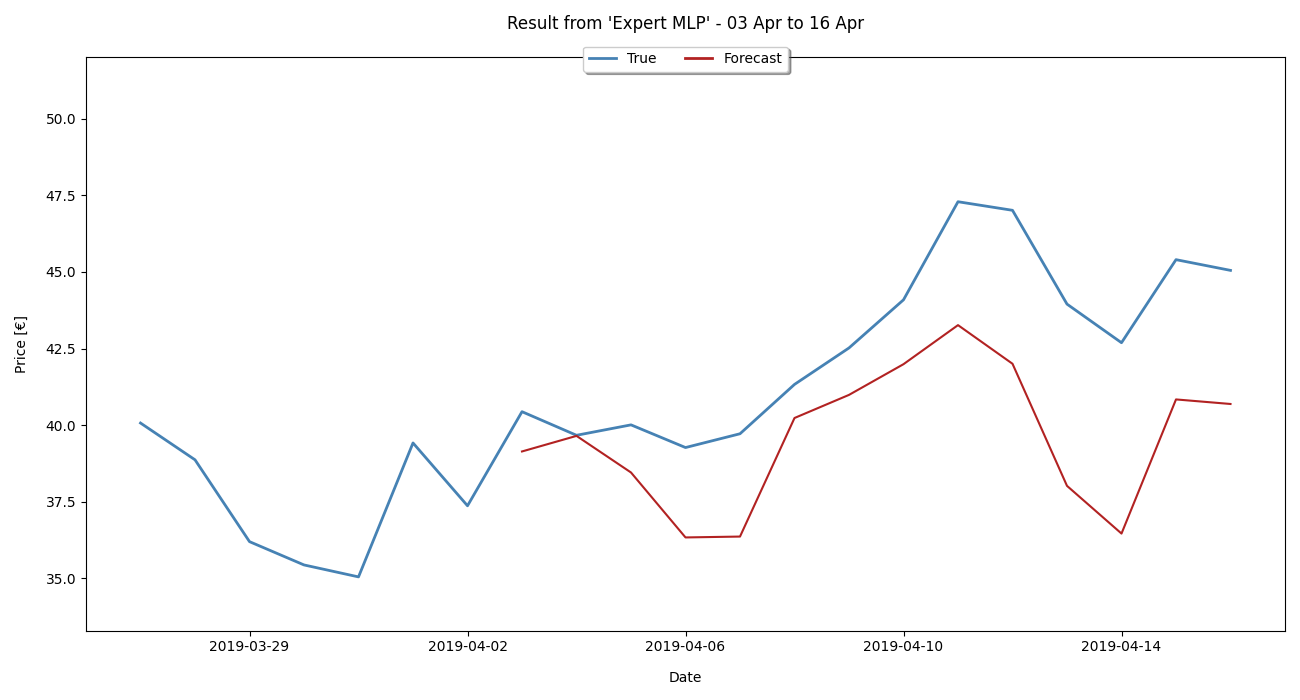 Result from 'Expert MLP' - 03 Apr to 16 Apr
True Forecast
50.0
47.5
45.0
42.5
40.0
37.5
35.0
Price [€]
2019-03-29 2019-04-02 2019-04-06 2019-04-10 2019-04-14
Date